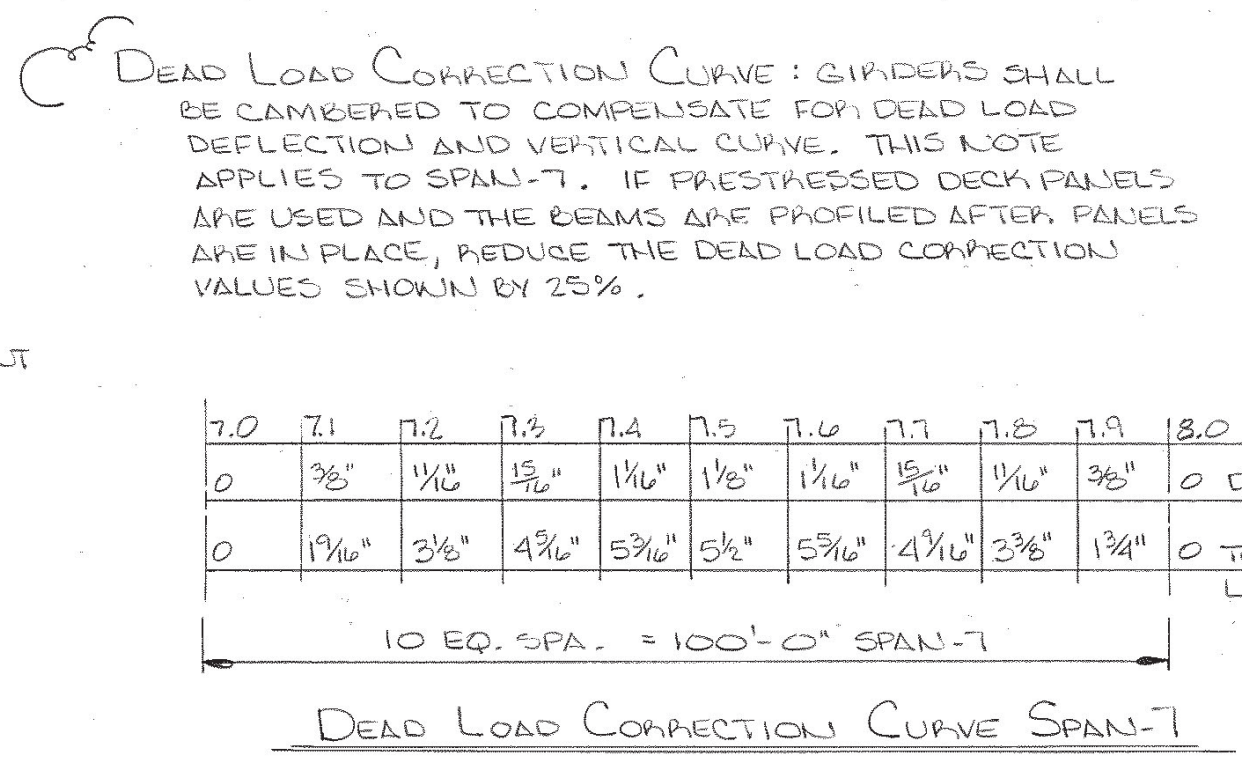 DEAD LOAD CORRECTION CURVE : GIRDERS SHALL
BE CAMBERED TO COMPENSATE FOR DEAD LOAD
DEFLECTION AND VERTICAL CURVE. THIS NOTE
APPLIES TO SPAN-7. IF PRESTRESSED DECK PANELS
ARE USED AND THE BEAMS ARE PROFILED AFTER PANELS
ARE IN PLACE, REDUCE THE DEAD LOAD CORRECTION
VALUES SHOWN BY 25%.
7.0 7.1 7.2 7.3 7.4 7.5 7.6 7.7 7.8 7.9 8.0
0 3/8" 11/16" 15/16" 1 1/16" 1 1/8" 1 1/16" 15/16" 11/16" 3/8" 0
0 1 9/16" 3 1/8" 4 5/16" 5 3/16" 5 1/2" 5 5/16" 4 9/16" 3 3/8" 1 3/4" 0
10 EQ. SPA. = 100'-0" SPAN-7
DEAD LOAD CORRECTION CURVE SPAN-7